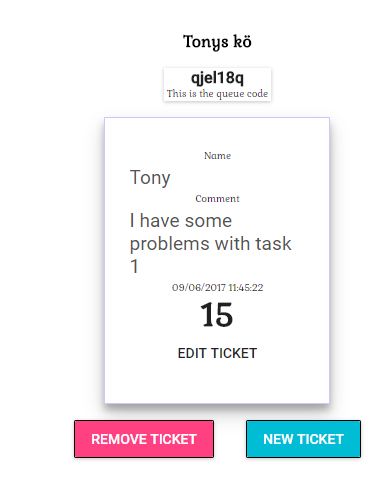 Tonys kö
qjel18q
This is the queue code
Name
Tony
Comment
I have some
problems with task
1
09/06/2017 11:45:22
15
EDIT TICKET
REMOVE TICKET
NEW TICKET